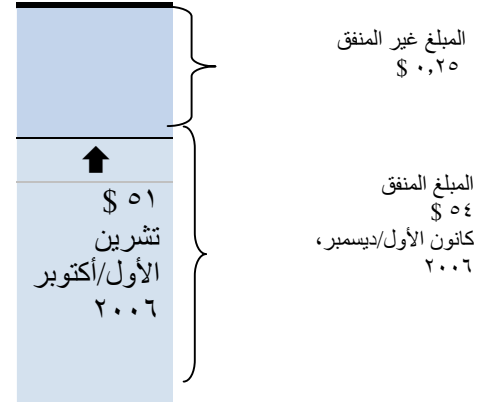 المبلغ غير المنفق
٠,٢٥ $
المبلغ المنفق
٥٤ $
كانون الأول/ديسمبر،
٢٠٠٦
٥١ $
تشرين
الأول/أكتوبر
٢٠٠٦